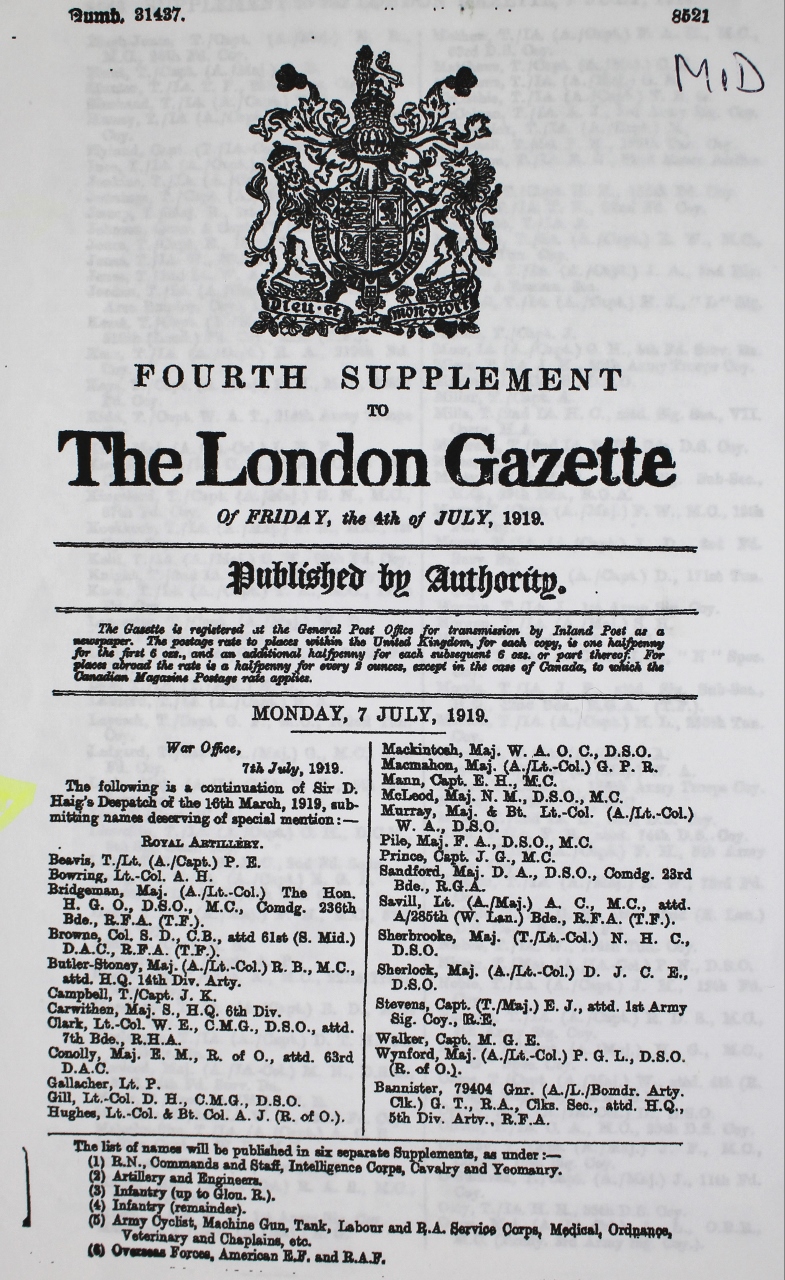 Numb. 31437.
8521
M.D
Dieu·et
mon·droit
FOURTH SUPPLEMENT
TO
The London Gazette
Of FRIDAY, the 4th of JULY, 1919.
Published by Authority.
The Gazette is registered at the General Post Office for transmission by Inland Post as a
newspaper. The postage rate to places within the United Kingdom, for each copy, is one halfpenny
for the first 6 ozs., and an additional halfpenny for each subsequent 6 ozs. or part thereof. For
places abroad the rate is a halfpenny for every 2 ounces, except in the case of Canada, to which the
Canadian Magazine Postage rate applies.
MONDAY, 7 JULY, 1919.
War Office,
7th July, 1919.
The following is a continuation of Sir D.
Haig's Despatch of the 16th March, 1919, sub-
mitting names deserving of special mention:—
ROYAL ARTILLERY.
Beavis, T./Lt. (A./Capt.) P. E.
Bowring, Lt.-Col. A. H.
Bridgeman, Maj. (A./Lt.-Col.) The Hon.
H. G. O., D.S.O., M.C., Comdg. 236th
Bde., R.F.A. (T.F.).
Browne, Col. S. D., C.B., attd 61st (S. Mid.)
D.A.C., R.F.A. (T.F.).
Butler-Stoney, Maj. (A./Lt.-Col.) R. B., M.C.,
attd. H.Q. 14th Div. Arty.
Campbell, T./Capt. J. K.
Carwithen, Maj. S., H.Q. 6th Div.
Clark, Lt.-Col. W. E., C.M.G., D.S.O., attd.
7th Bde., R.H.A.
Conolly, Maj. E. M., R. of O., attd. 63rd
D.A.C.
Gallacher, Lt. P.
Gill, Lt.-Col. D. H., C.M.G., D.S.O.
Hughes, Lt.-Col. & Bt. Col. A. J. (R. of O.).
Mackintosh, Maj. W. A. O. C., D.S.O.
Macmahon, Maj. (A./Lt.-Col.) G. P. R.
Mann, Capt. E. H., M.C.
McLeod, Maj. N. M., D.S.O., M.C.
Murray, Maj. & Bt. Lt.-Col. (A./Lt.-Col.)
W. A., D.S.O.
Pile, Maj. F. A., D.S.O., M.C.
Prince, Capt. J. G., M.C.
Sandford, Maj. D. A., D.S.O., Comdg. 23rd
Bde., R.G.A.
Savill, Lt. (A./Maj.) A. C., M.C., attd.
A/285th (W. Lan.) Bde., R.F.A. (T.F.).
Sherbrooke, Maj. (T./Lt.-Col.) N. H. C.,
D.S.O.
Sherlock, Maj. (A./Lt.-Col.) D. J. C. E.,
D.S.O.
Stevens, Capt. (T./Maj.) E. J., attd. 1st Army
Sig. Coy., R.E.
Walker, Capt. M. G. E.
Wynford, Maj. (A./Lt.-Col.) P. G. L., D.S.O.
(R. of O.).
Bannister, 79404 Gnr. (A./L./Bomdr. Arty.
Clk.) G. T., R.A., Clks. Sec., attd. H.Q.,
5th Div. Arty., R.F.A.
The list of names will be published in six separate Supplements, as under:—
(1) R.N., Commands and Staff, Intelligence Corps, Cavalry and Yeomanry.
(2) Artillery and Engineers.
(3) Infantry (up to Glou. R.).
(4) Infantry (remainder).
(5) Army Cyclist, Machine Gun, Tank, Labour and R.A. Service Corps, Medical, Ordnance,
Veterinary and Chaplains, etc.
(6) Overseas Forces, American E.F. and R.A.F.